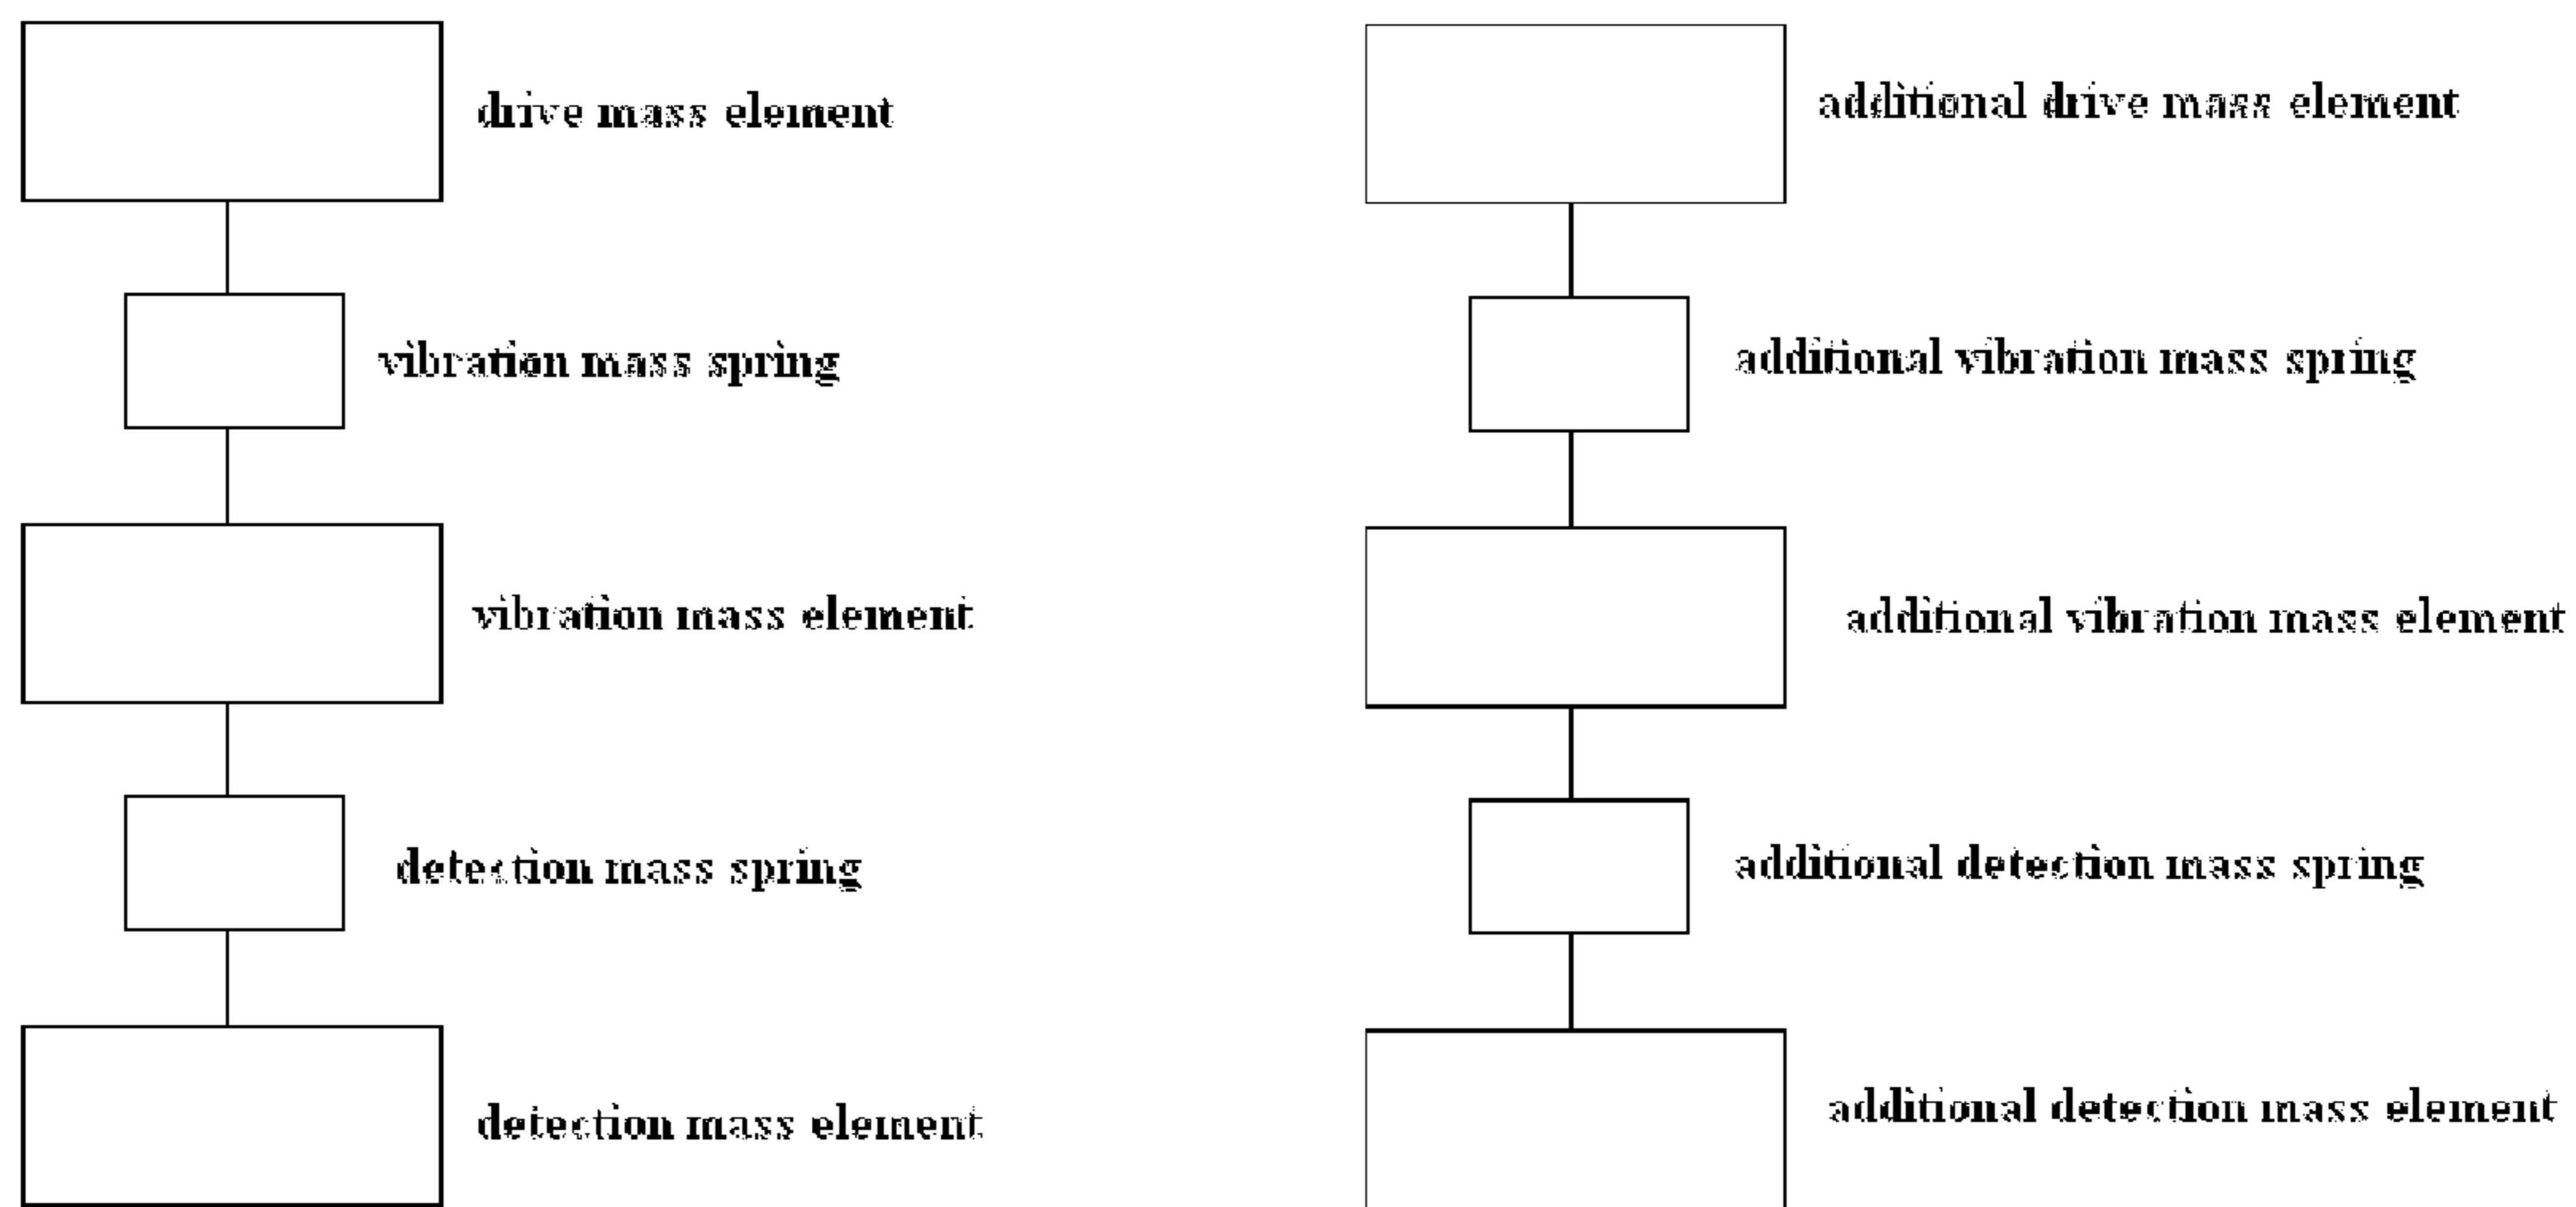 drive mass element
vibration mass spring
vibration mass element
detection mass spring
detection mass element
additional drive mass element
additional vibration mass spring
additional vibration mass element
additional detection mass spring
additional detection mass element